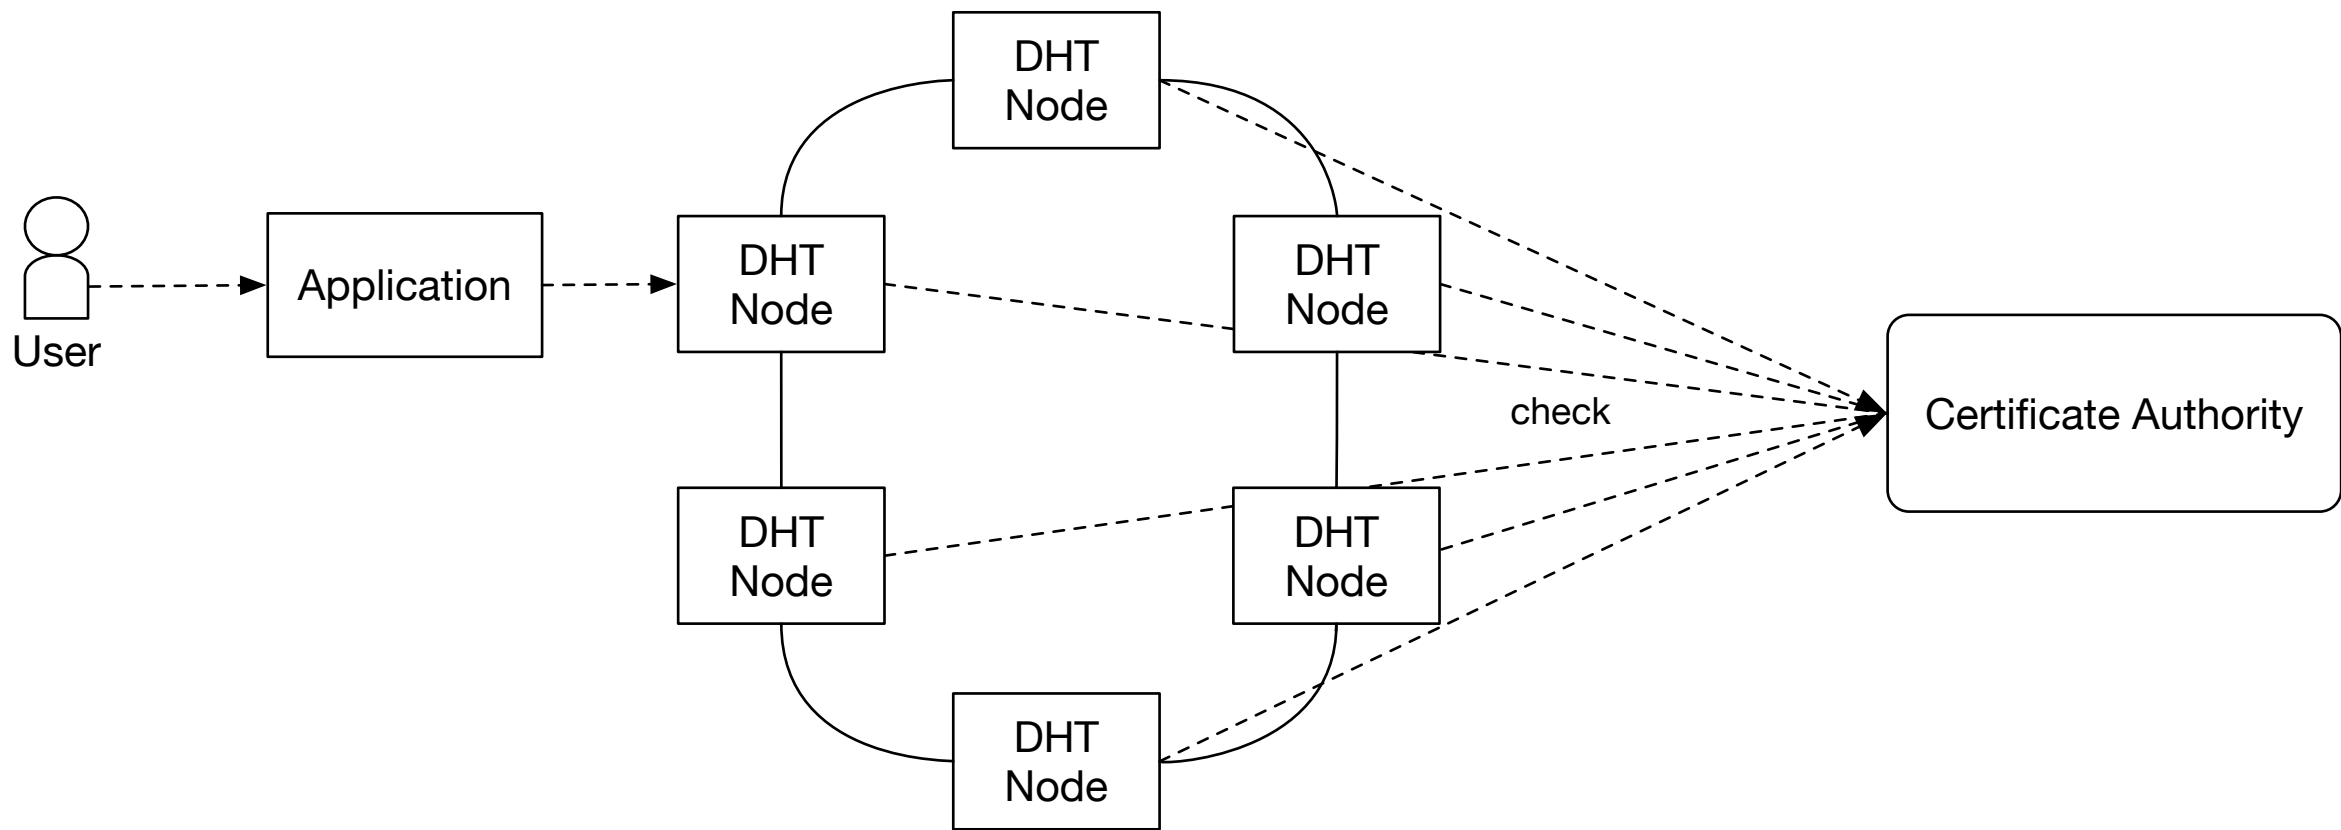 DHT
Node
User
Application
DHT
Node
DHT
Node
check
Certificate Authority
DHT
Node
DHT
Node
DHT
Node